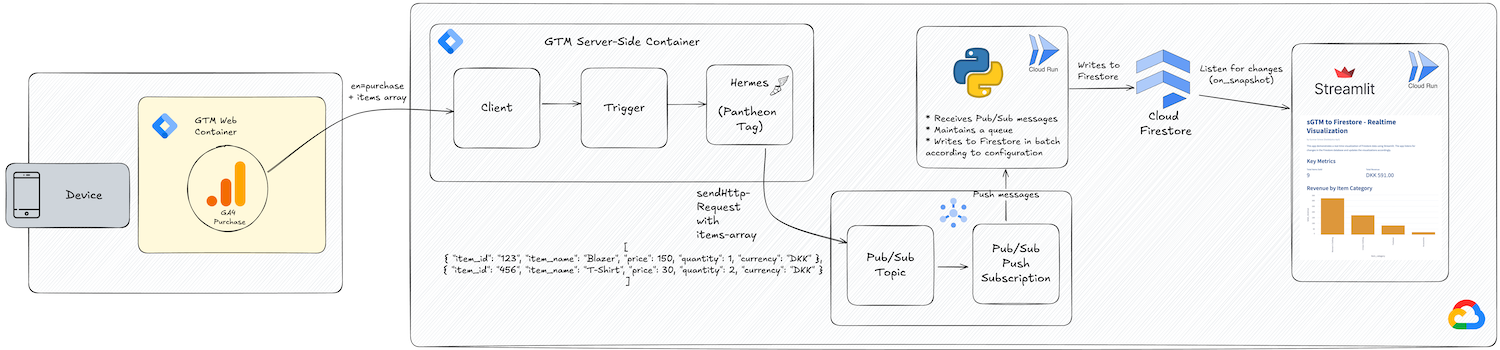 Device
GTM Web
Container
GA4
Purchase
en=purchase
+ items array
GTM Server-Side Container
Client
Trigger
Hermes
(Pantheon
Tag)
sendHttp-
Request
with
items-array
[
{ "item_id": "123", "item_name": "Blazer", "price": 150, "quantity": 1, "currency": "DKK" },
{ "item_id": "456", "item_name": "T-Shirt", "price": 30, "quantity": 2, "currency": "DKK" }
]
Pub/Sub
Topic
Pub/Sub
Push
Subscription
Push messages
Cloud Run
* Receives Pub/Sub messages
* Maintains a queue
* Writes to Firestore in batch
according to configuration
Writes to
Firestore
Cloud
Firestore
Listen for changes
(on_snapshot)
Streamlit
Cloud Run
sGTM to Firestore - Realtime
Visualization
Key Metrics
9
DKK 591.00
Revenue by Item Category